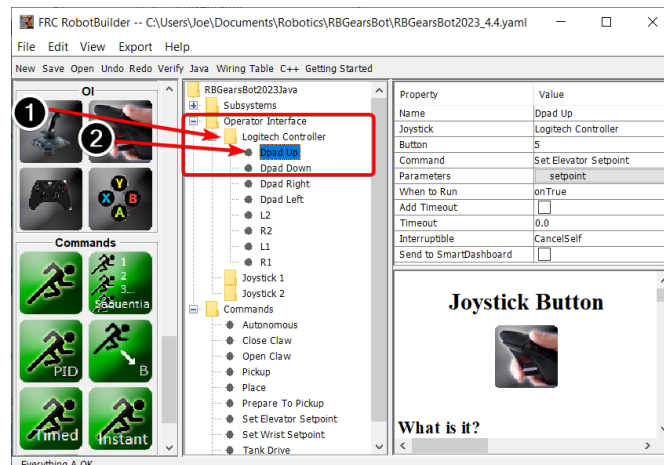 FRC RobotBuilder -- C:\Users\Joe\Documents\Robotics\RBGearsBot\RBGearsBot2023_4.4.yaml
File Edit View Export Help
New Save Open Undo Redo Verify Java Wiring Table C++ Getting Started
OI
1
2
Y
X B
A
Commands
1
2
3...
Sequentia
PID
B
Timed
Instant
RBGearsBot2023Java
Subsystems
Operator Interface
Logitech Controller
Dpad Up
Dpad Down
Dpad Right
Dpad Left
L2
R2
L1
R1
Joystick 1
Joystick 2
Commands
Autonomous
Close Claw
Open Claw
Pickup
Place
Prepare To Pickup
Set Elevator Setpoint
Set Wrist Setpoint
Tank Drive
Property Value
Name Dpad Up
Joystick Logitech Controller
Button 5
Command Set Elevator Setpoint
Parameters setpoint
When to Run onTrue
Add Timeout
Timeout 0.0
Interruptible CancelSelf
Send to SmartDashboard
Joystick Button
What is it?
Everything A OK